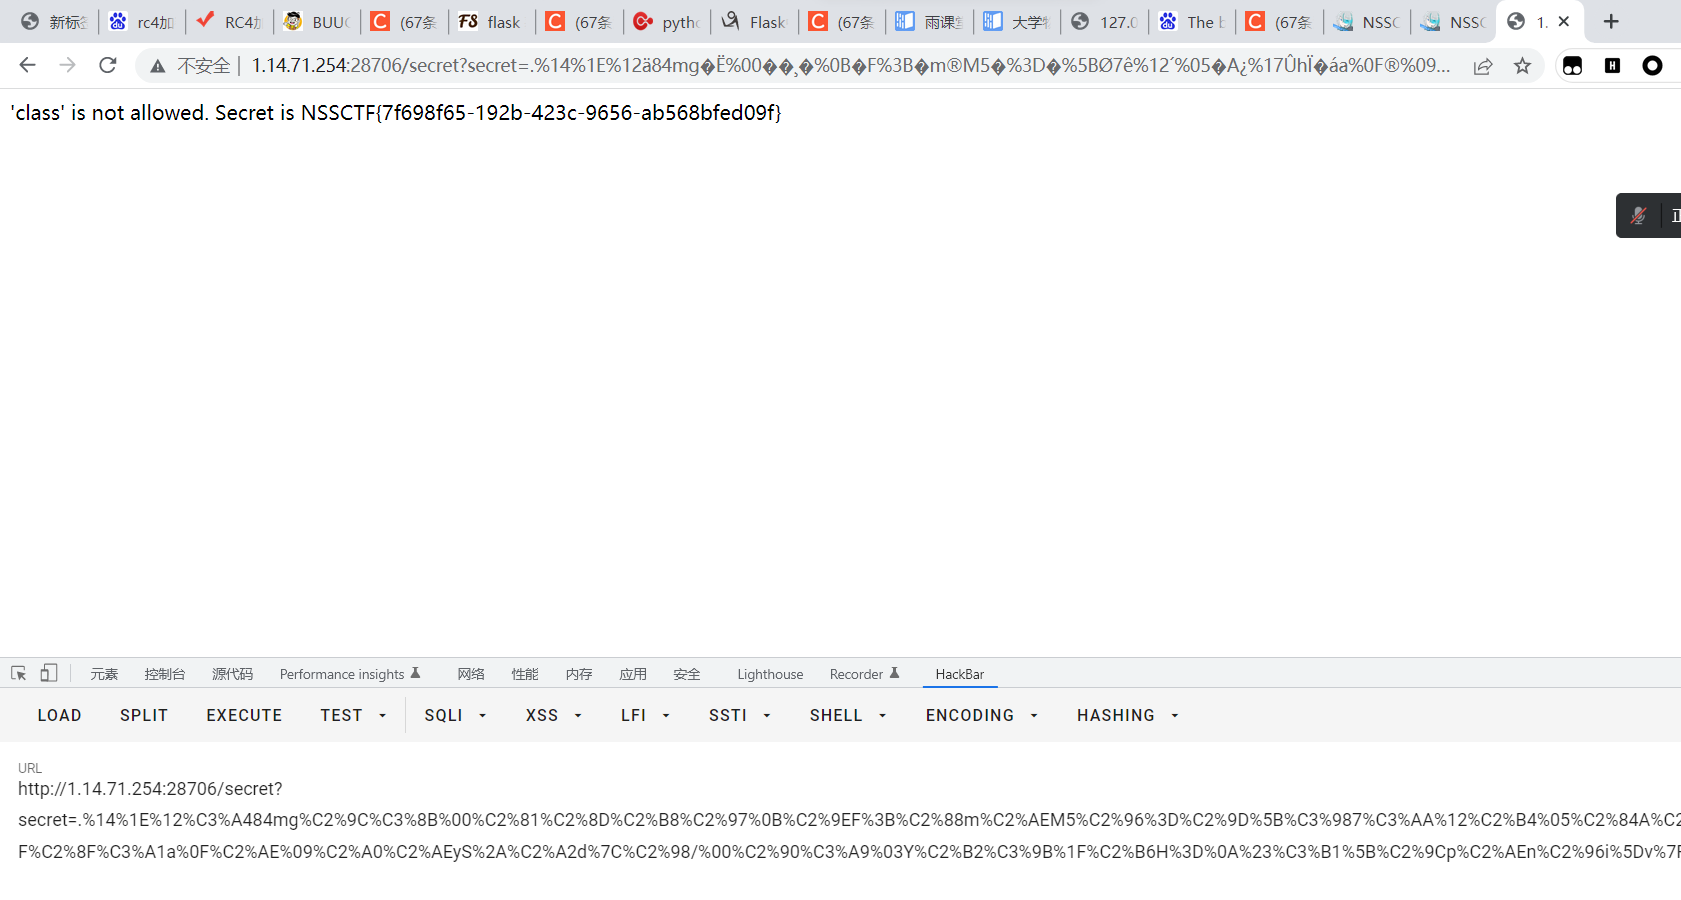 rc4加 RC4加 BUU (67条 flask (67条 pytho Flask (67条 雨课堂 大学 127.0 The b (67条 NSSC NSSC 1.
不安全 1.14.71.254:28706/secret?secret=.%14%1E%12ä84mg�Ë%00��¸�%0B�F%3B�m®M5�%3D�%5BØ7ê%12´%05�A¿%17ÛhÏ�áa%0F®%09...
'class' is not allowed. Secret is NSSCTF{7f698f65-192b-423c-9656-ab568bfed09f}
元素 控制台 源代码 Performance insights 网络 性能 内存 应用 安全 Lighthouse Recorder HackBar
LOAD SPLIT EXECUTE TEST SQLI XSS LFI SSTI SHELL ENCODING HASHING
URL
http://1.14.71.254:28706/secret?
secret=.%14%1E%12%C3%A484mg%C2%9C%C3%8B%00%C2%81%C2%8D%C2%B8%C2%97%0B%C2%9EF%3B%C2%88m%C2%AEM5%C2%96%3D%C2%9D%5B%C3%987%C3%AA%12%C2%B4%05%C2%84A%C2
F%C2%8F%C3%A1a%0F%C2%AE%09%C2%A0%C2%AEyS%2A%C2%A2d%7C%C2%98/%00%C2%90%C3%A9%03Y%C2%B2%C3%9B%1F%C2%B6H%3D%0A%23%C3%B1%5B%C2%9Cp%C2%AEn%C2%96i%5Dv%7F